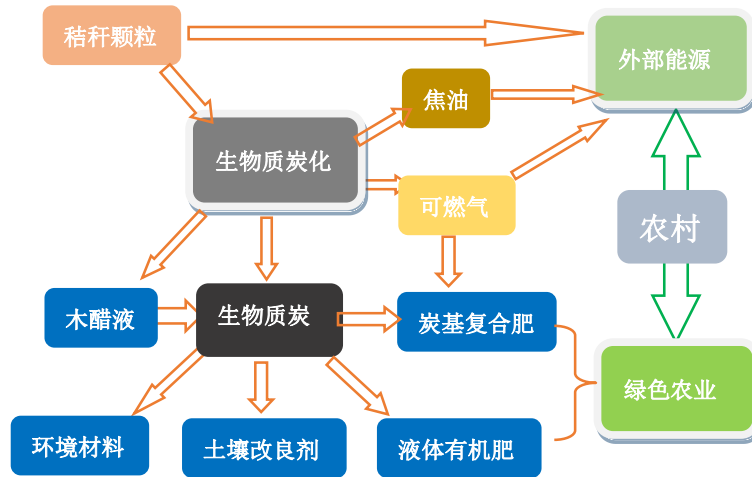 秸秆颗粒
外部能源
焦油
生物质炭化
可燃气
农村
木醋液
生物质炭
炭基复合肥
绿色农业
环境材料
土壤改良剂
液体有机肥